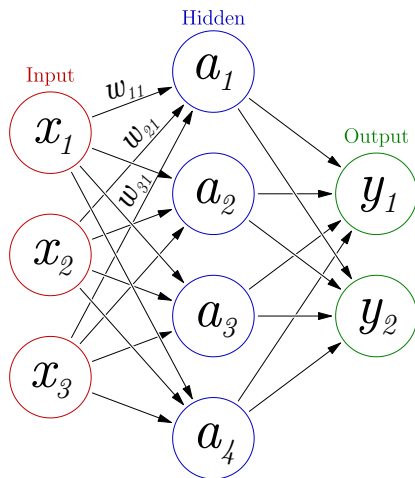 Hidden
Input
Output
w11
w21
w31
x1
x2
x3
a1
a2
a3
a4
y1
y2